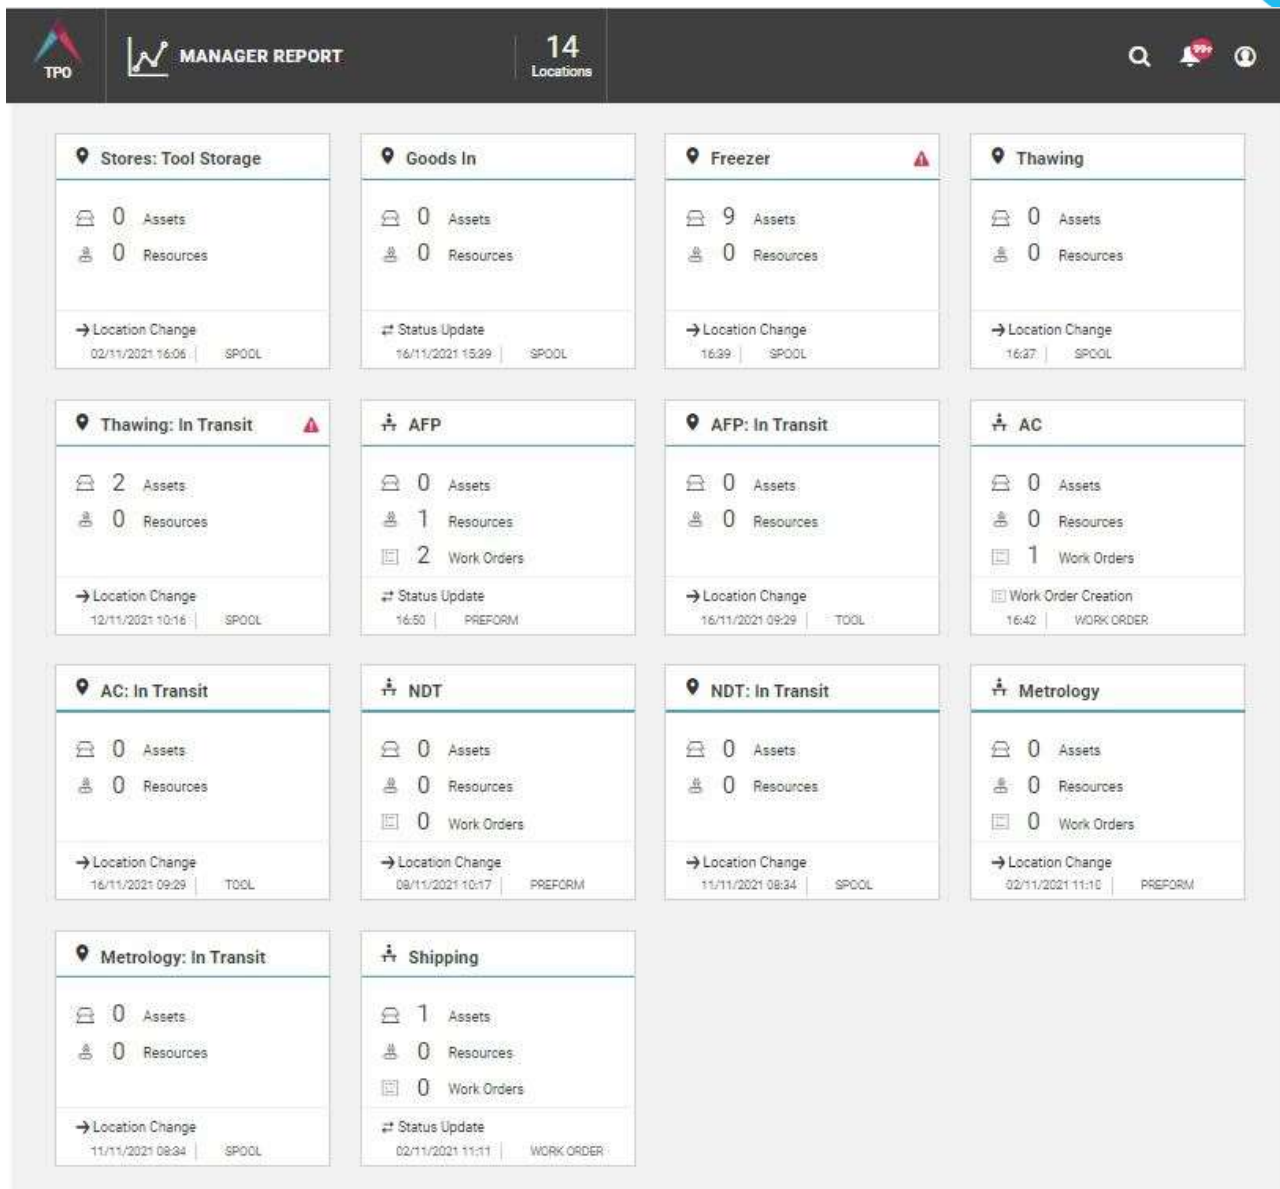 TPO
MANAGER REPORT
14
Locations
99+
Stores: Tool Storage
0 Assets
0 Resources
Location Change
02/11/2021 16:06 SPOOL
Goods In
0 Assets
0 Resources
Status Update
16/11/2021 15:39 SPOOL
Freezer
9 Assets
0 Resources
Location Change
16:39 SPOOL
Thawing
0 Assets
0 Resources
Location Change
16:37 SPOOL
Thawing: In Transit
2 Assets
0 Resources
Location Change
12/11/2021 10:16 SPOOL
AFP
0 Assets
1 Resources
2 Work Orders
Status Update
16:50 PREFORM
AFP: In Transit
0 Assets
0 Resources
Location Change
16/11/2021 09:29 TOOL
AC
0 Assets
0 Resources
1 Work Orders
Work Order Creation
16:42 WORK ORDER
AC: In Transit
0 Assets
0 Resources
Location Change
16/11/2021 09:29 TOOL
NDT
0 Assets
0 Resources
0 Work Orders
Location Change
08/11/2021 10:17 PREFORM
NDT: In Transit
0 Assets
0 Resources
Location Change
11/11/2021 08:34 SPOOL
Metrology
0 Assets
0 Resources
0 Work Orders
Location Change
02/11/2021 11:10 PREFORM
Metrology: In Transit
0 Assets
0 Resources
Location Change
11/11/2021 08:34 SPOOL
Shipping
1 Assets
0 Resources
0 Work Orders
Status Update
02/11/2021 11:11 WORK ORDER